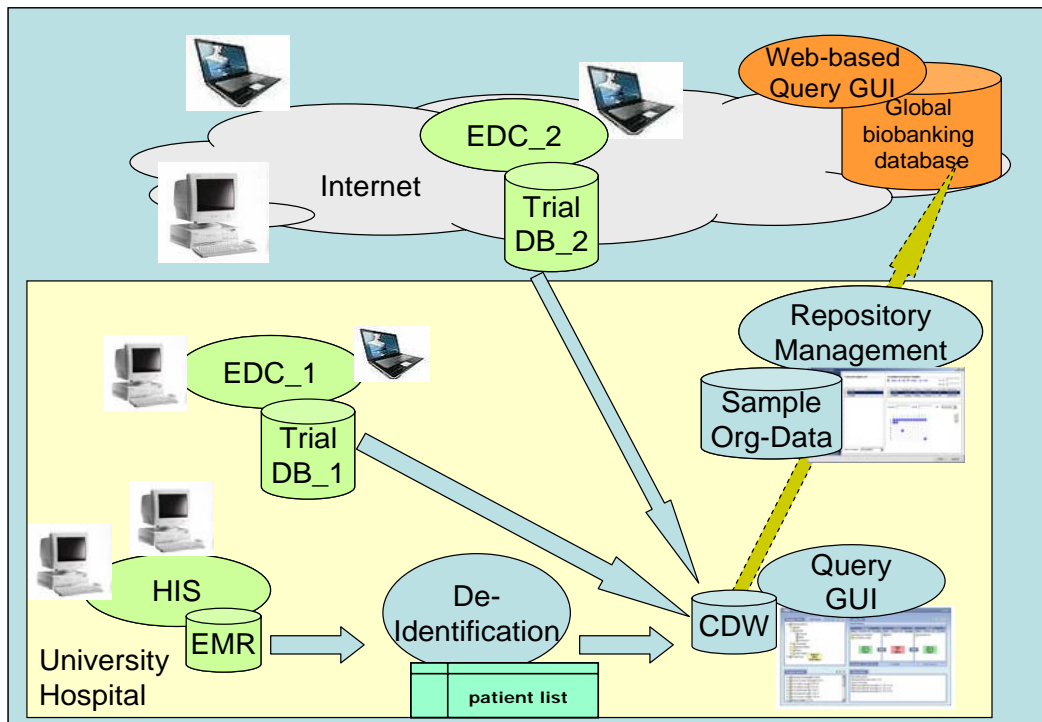 Web-based
Query GUI
Global
biobanking
database
EDC_2
Internet
Trial
DB_2
Repository
Management
EDC_1
Sample
Org-Data
Trial
DB_1
Query
GUI
HIS
De-
Identification
EMR
CDW
University
Hospital
patient list